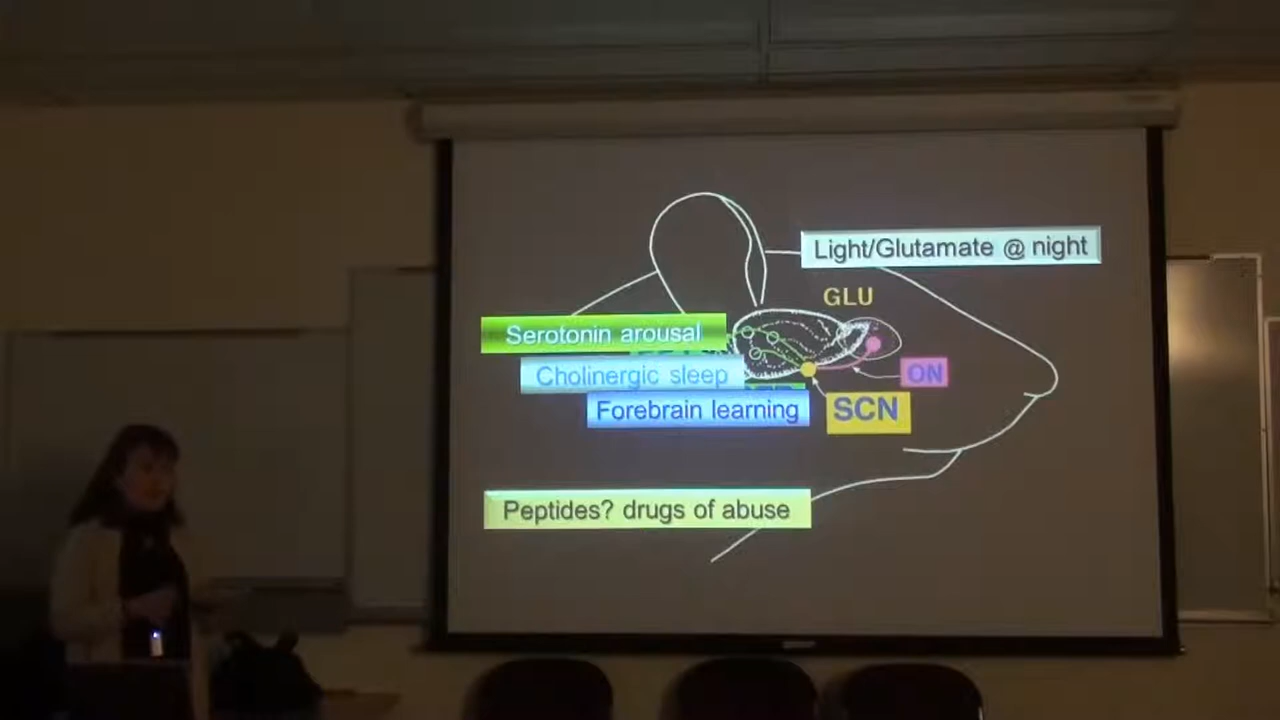 Light/Glutamate @ night
GLU
Serotonin arousal
Cholinergic sleep
ON
Forebrain learning
SCN
Peptides? drugs of abuse